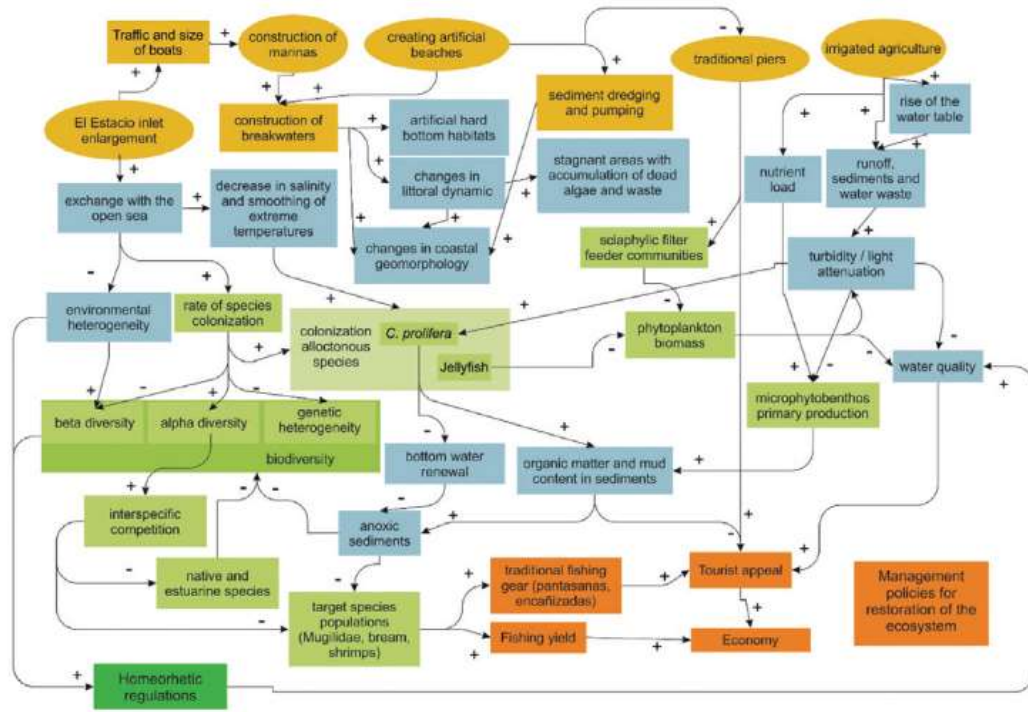 Traffic and size
of boats
construction of
marinas
creating artificial
beaches
traditional piers
irrigated agriculture
El Estacio inlet
enlargement
construction of
breakwaters
artificial hard
bottom habitats
sediment dredging
and pumping
rise of the
water table
exchange with the
open sea
decrease in salinity
and smoothing of
extreme
temperatures
changes in
littoral dynamic
stagnant areas with
accumulation of dead
algae and waste
nutrient
load
runoff,
sediments and
water waste
changes in coastal
geomorphology
sciaphylic filter
feeder communities
turbidity / light
attenuation
environmental
heterogeneity
rate of species
colonization
colonization
alloctonous
species
C. prolifera
Jellyfish
phytoplankton
biomass
water quality
microphytobenthos
primary production
beta diversity
alpha diversity
genetic
heterogeneity
biodiversity
bottom water
renewal
organic matter and mud
content in sediments
interspecific
competition
anoxic
sediments
native and
estuarine species
target species
populations
(Mugilidae, bream,
shrimps)
traditional fishing
gear (pantasanas,
encañizadas)
Tourist appeal
Fishing yield
Economy
Management
policies for
restoration of the
ecosystem
Homeorhetic
regulations